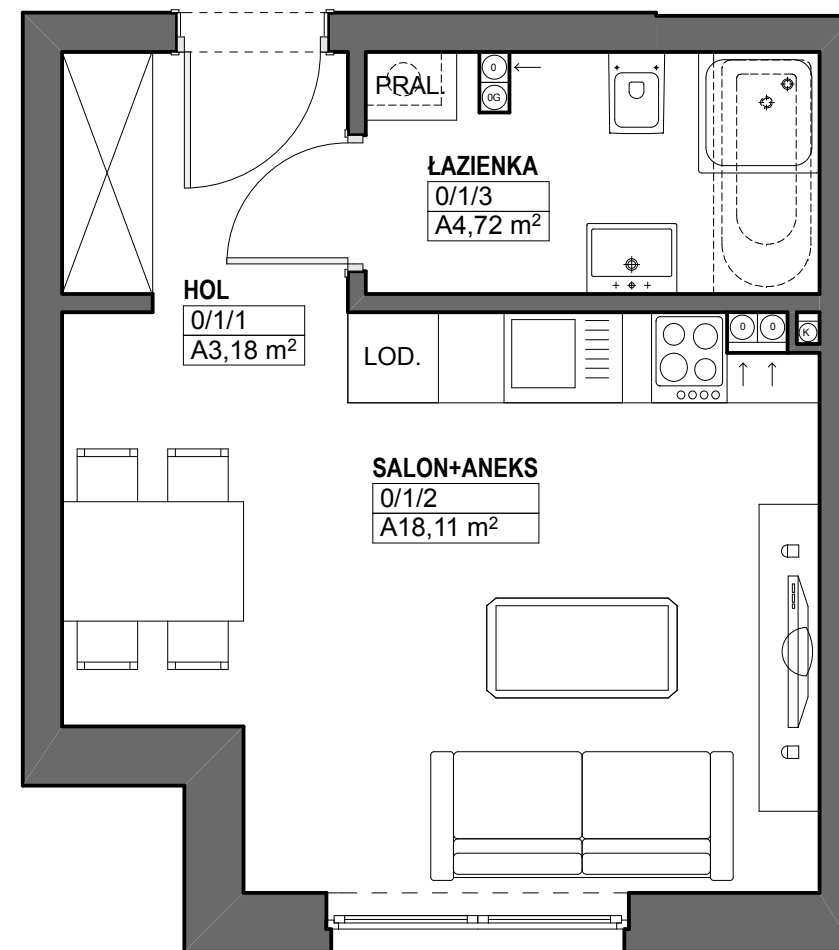 PRAL.
0
0G
ŁAZIENKA
0/1/3
A4,72 m²
HOL
0/1/1
A3,18 m²
LOD.
0
0
K
SALON+ANEKS
0/1/2
A18,11 m²